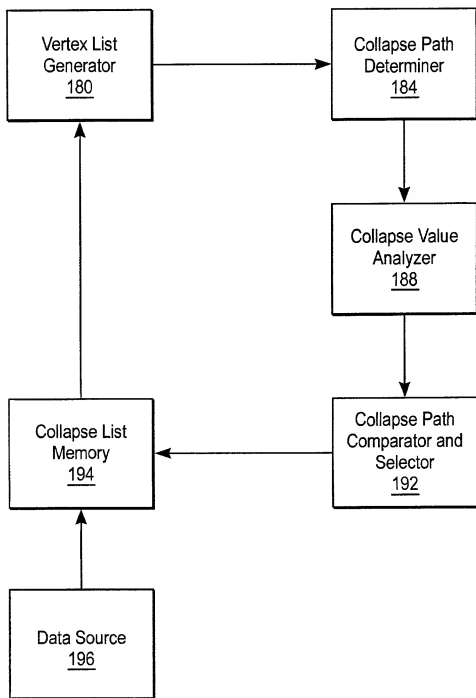 Vertex List
Generator
180
Collapse Path
Determiner
184
Collapse Value
Analyzer
188
Collapse List
Memory
194
Collapse Path
Comparator and
Selector
192
Data Source
196